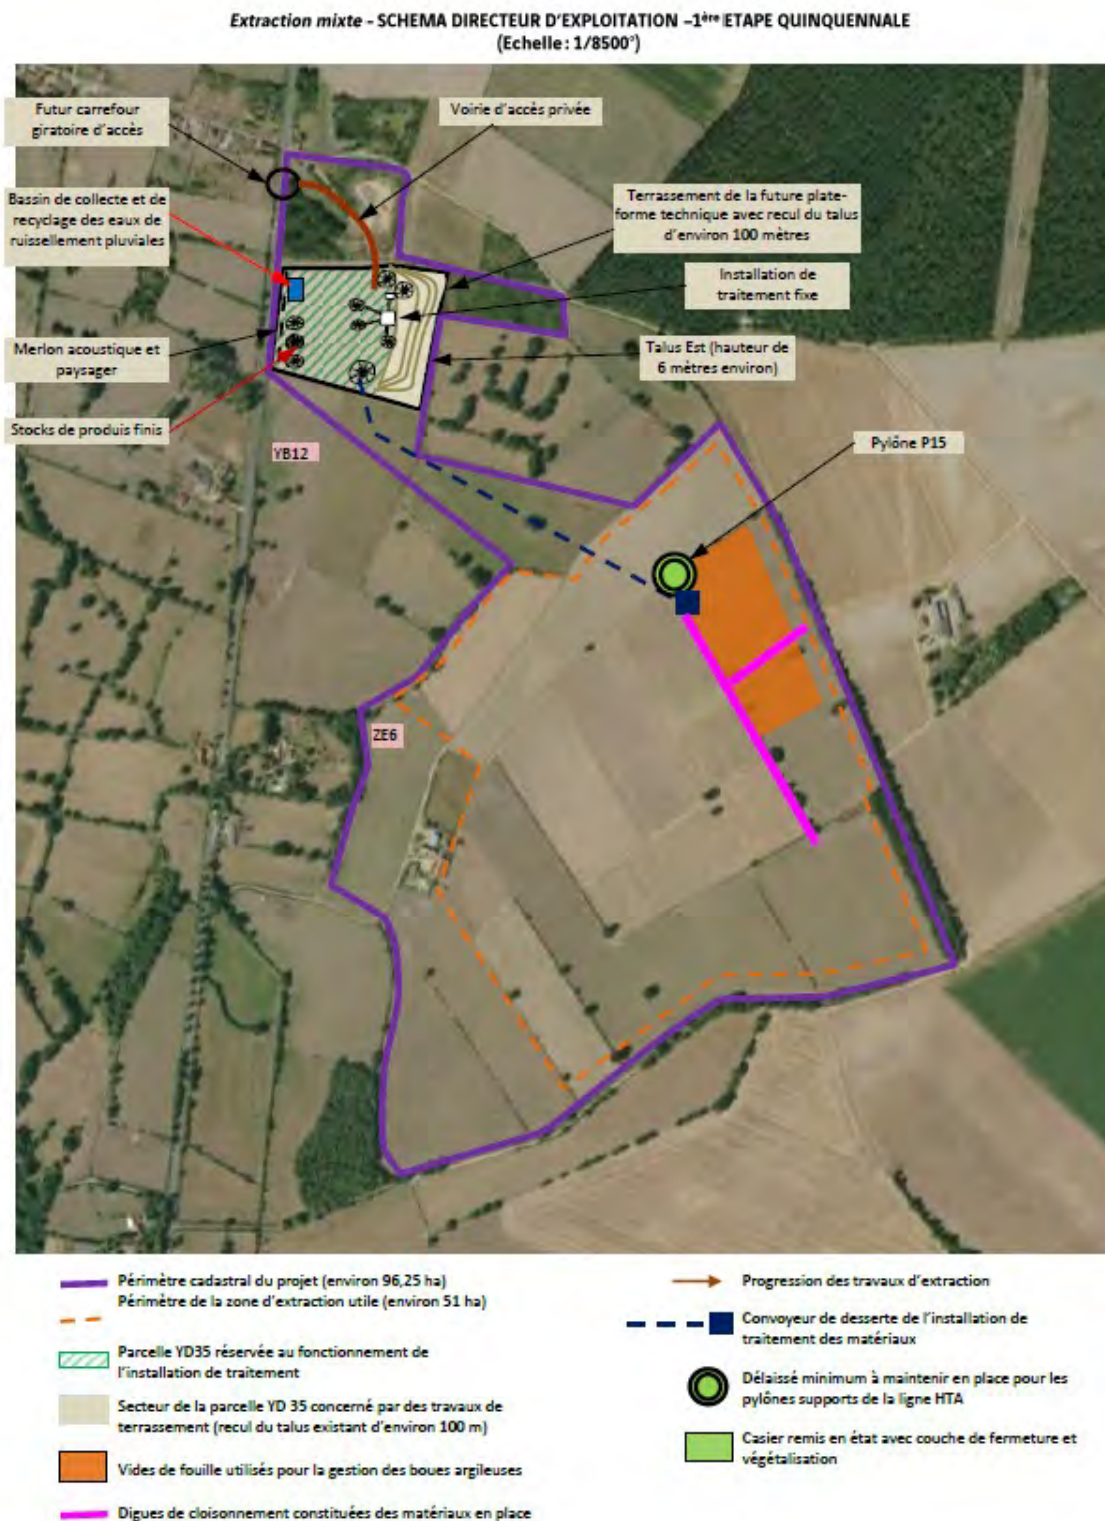 Extraction mixte - SCHEMA DIRECTEUR D'EXPLOITATION –1ère ETAPE QUINQUENNALE
(Echelle : 1/8500°)
Futur carrefour
giratoire d'accès
Voirie d'accès privée
Bassin de collecte et de
recyclage des eaux de
ruissellement pluviales
Terrassement de la future plate-
forme technique avec recul du talus
d'environ 100 mètres
Installation de
traitement fixe
Merlon acoustique et
paysager
Talus Est (hauteur de
6 mètres environ)
Stocks de produis finis
YB12
Pylône P15
ZE6
Périmètre cadastral du projet (environ 96,25 ha)
Périmètre de la zone d'extraction utile (environ 51 ha)
Parcelle YD35 réservée au fonctionnement de
l'installation de traitement
Secteur de la parcelle YD 35 concerné par des travaux de
terrassement (recul du talus existant d'environ 100 m)
Vides de fouille utilisés pour la gestion des boues argileuses
Digues de cloisonnement constituées des matériaux en place
Progression des travaux d'extraction
Convoyeur de desserte de l'installation de
traitement des matériaux
Délaissé minimum à maintenir en place pour les
pylônes supports de la ligne HTA
Casier remis en état avec couche de fermeture et
végétalisation